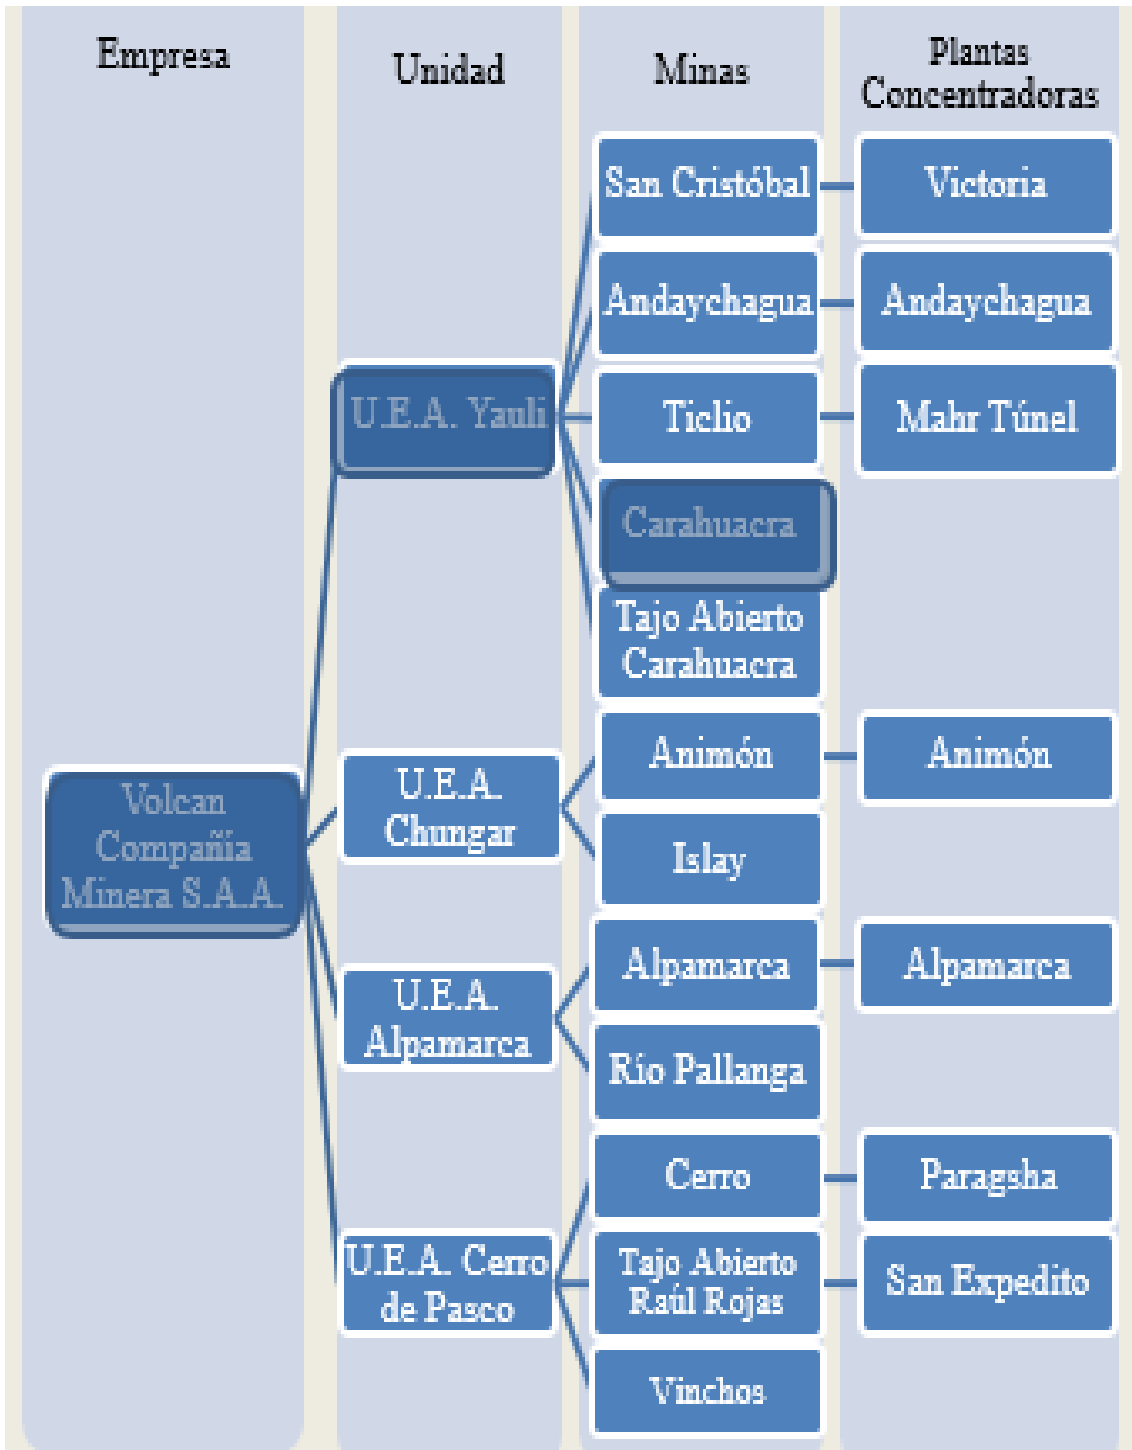 Empresa
Unidad
Minas
Plantas
Concentradoras
San Cristóbal
Victoria
Andaychagua
Andaychagua
U.E.A. Yauli
Ticlio
Mahr Túnel
Carahuacra
Tajo Abierto
Carahuacra
Volcan
Compañía
Minera S.A.A.
U.E.A.
Chungar
Animón
Animón
Islay
U.E.A.
Alpamarca
Alpamarca
Alpamarca
Río Pallanga
U.E.A. Cerro
de Pasco
Cerro
Paragsha
Tajo Abierto
Raúl Rojas
San Expedito
Vinchos